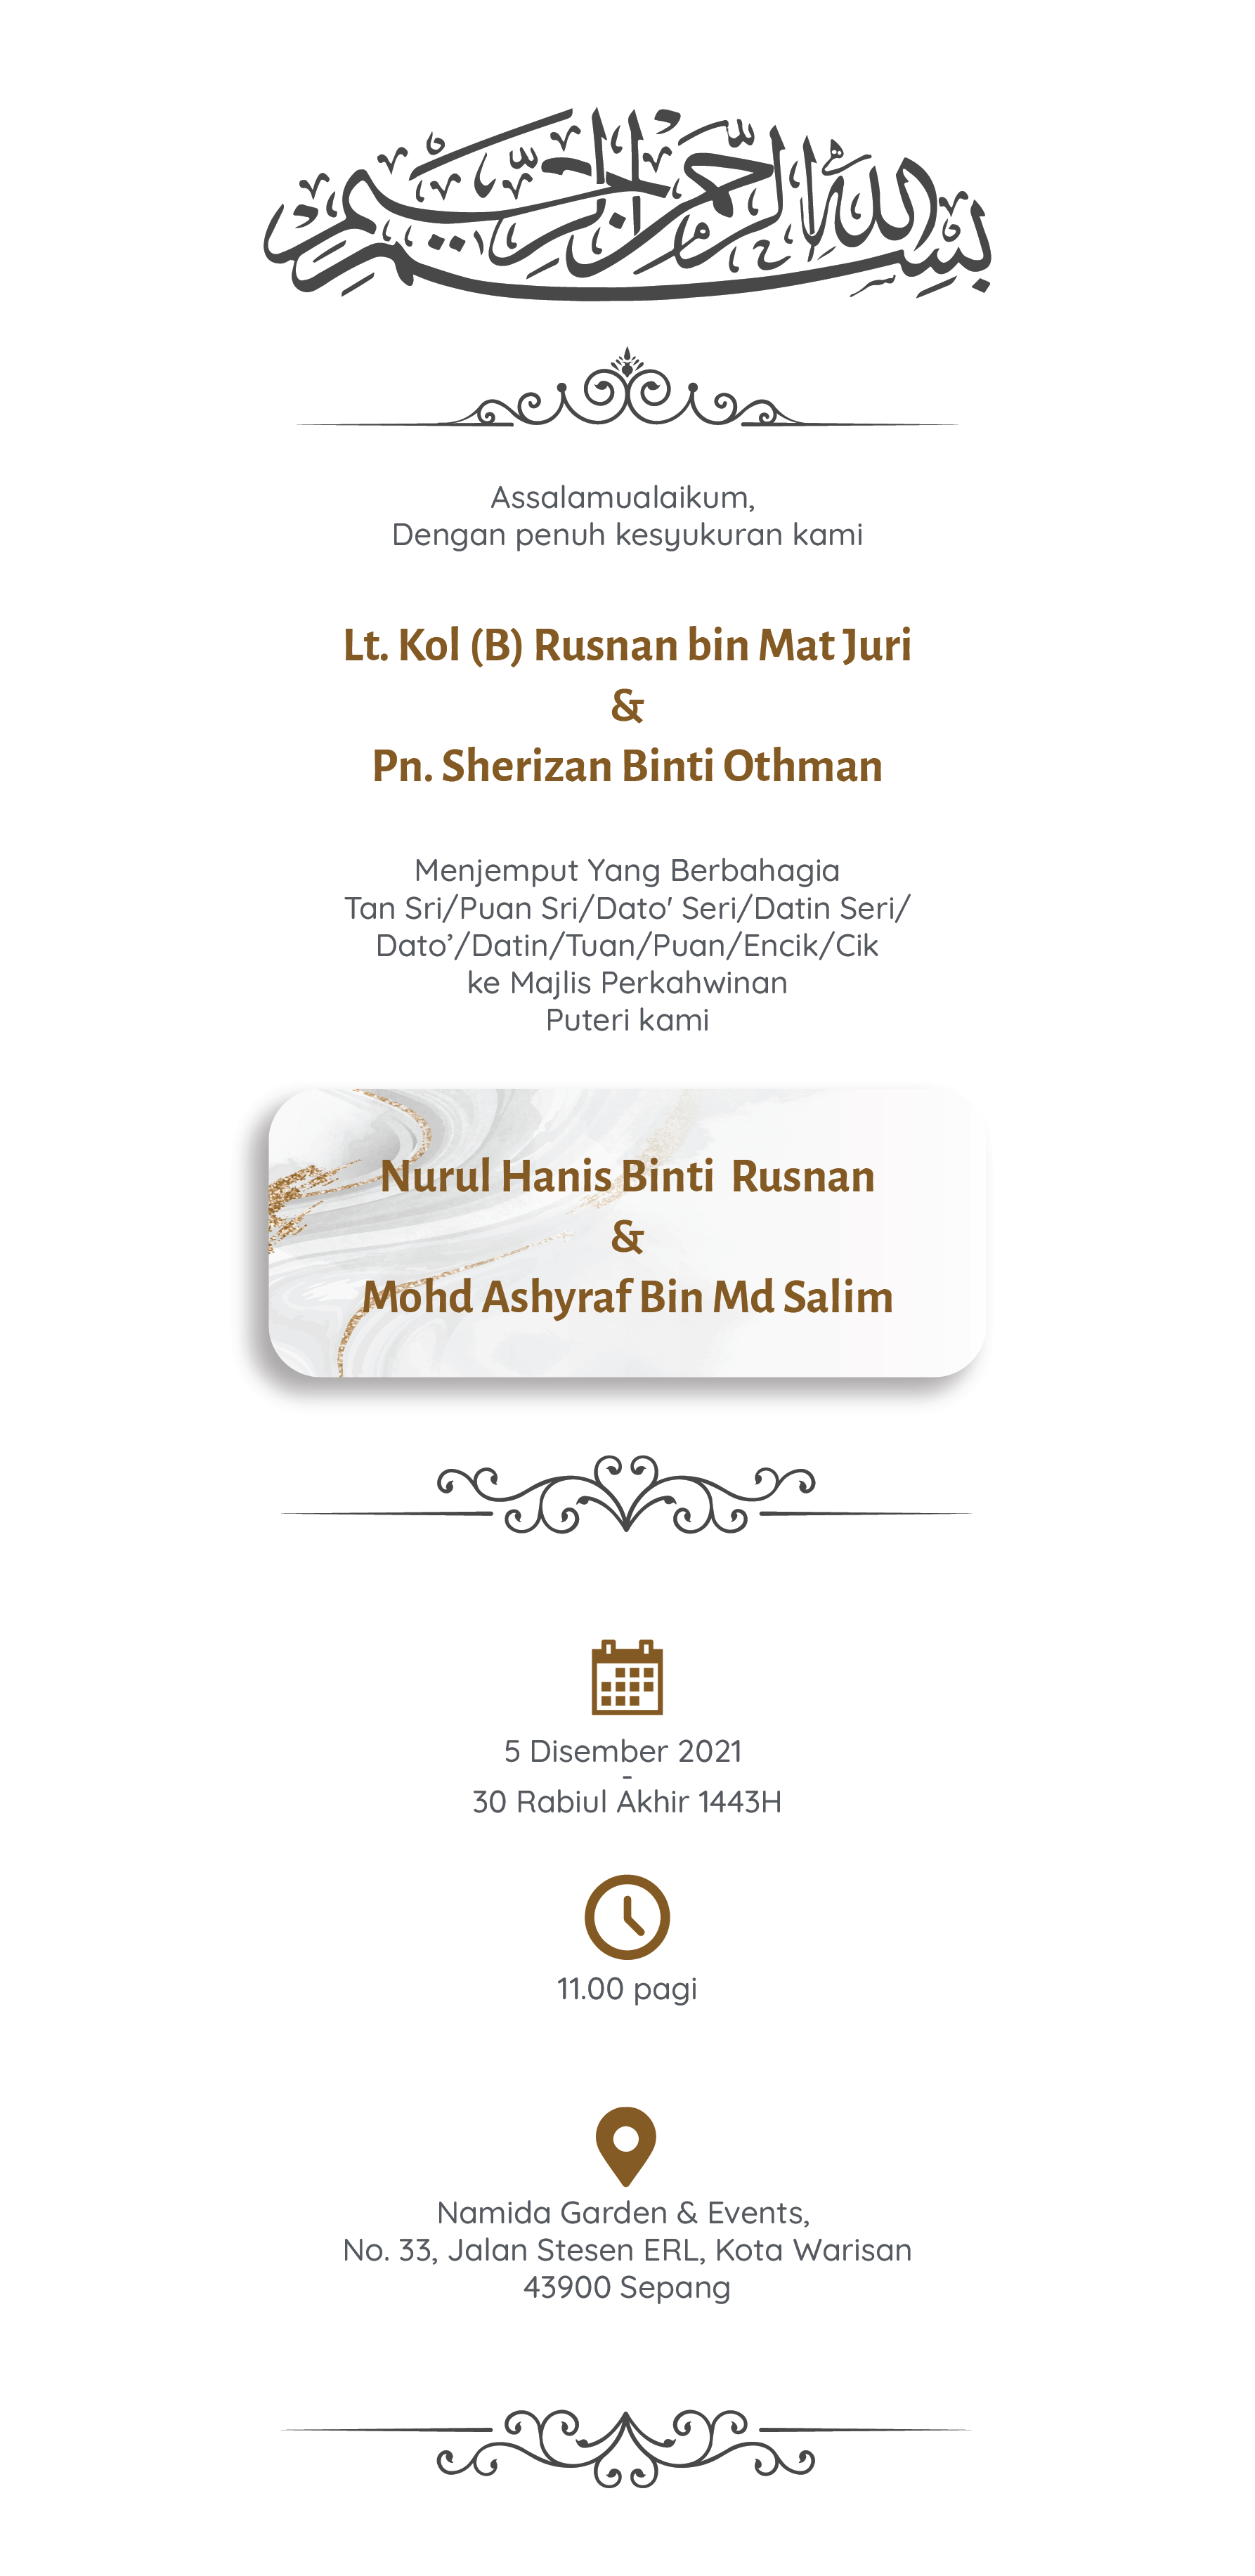 بسم الله الرحمن الرحيم
Assalamualaikum,
Dengan penuh kesyukuran kami
Lt. Kol (B) Rusnan bin Mat Juri
&
Pn. Sherizan Binti Othman
Menjemput Yang Berbahagia
Tan Sri/Puan Sri/Dato' Seri/Datin Seri/
Dato’/Datin/Tuan/Puan/Encik/Cik
ke Majlis Perkahwinan
Puteri kami
Nurul Hanis Binti Rusnan
&
Mohd Ashyraf Bin Md Salim
5 Disember 2021
-
30 Rabiul Akhir 1443H
11.00 pagi
Namida Garden & Events,
No. 33, Jalan Stesen ERL, Kota Warisan
43900 Sepang